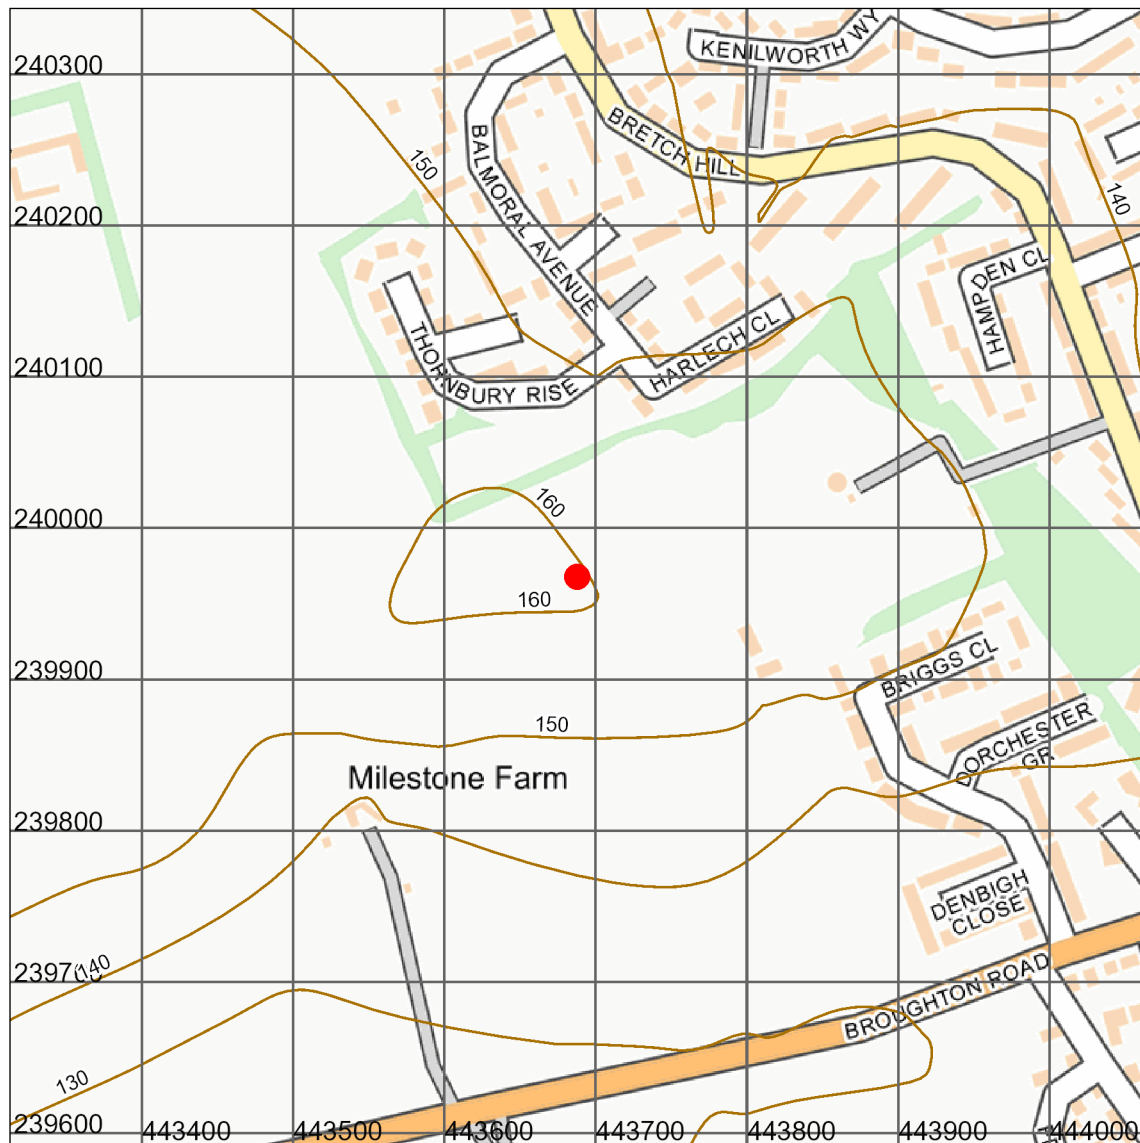 KENILWORTH WY
240300
BRETCH HILL
BALMORAL AVENUE
150
140
240200
HAMPDEN CL
THORNBURY RISE
HARLECH CL
240100
160
240000
160
239900
BRIGGS CL
150
DORCHESTER
GR
Milestone Farm
239800
DENBIGH
CLOSE
140
239700
BROUGHTON ROAD
130
239600
443400
443500
443600
443700
443800
443900
444000